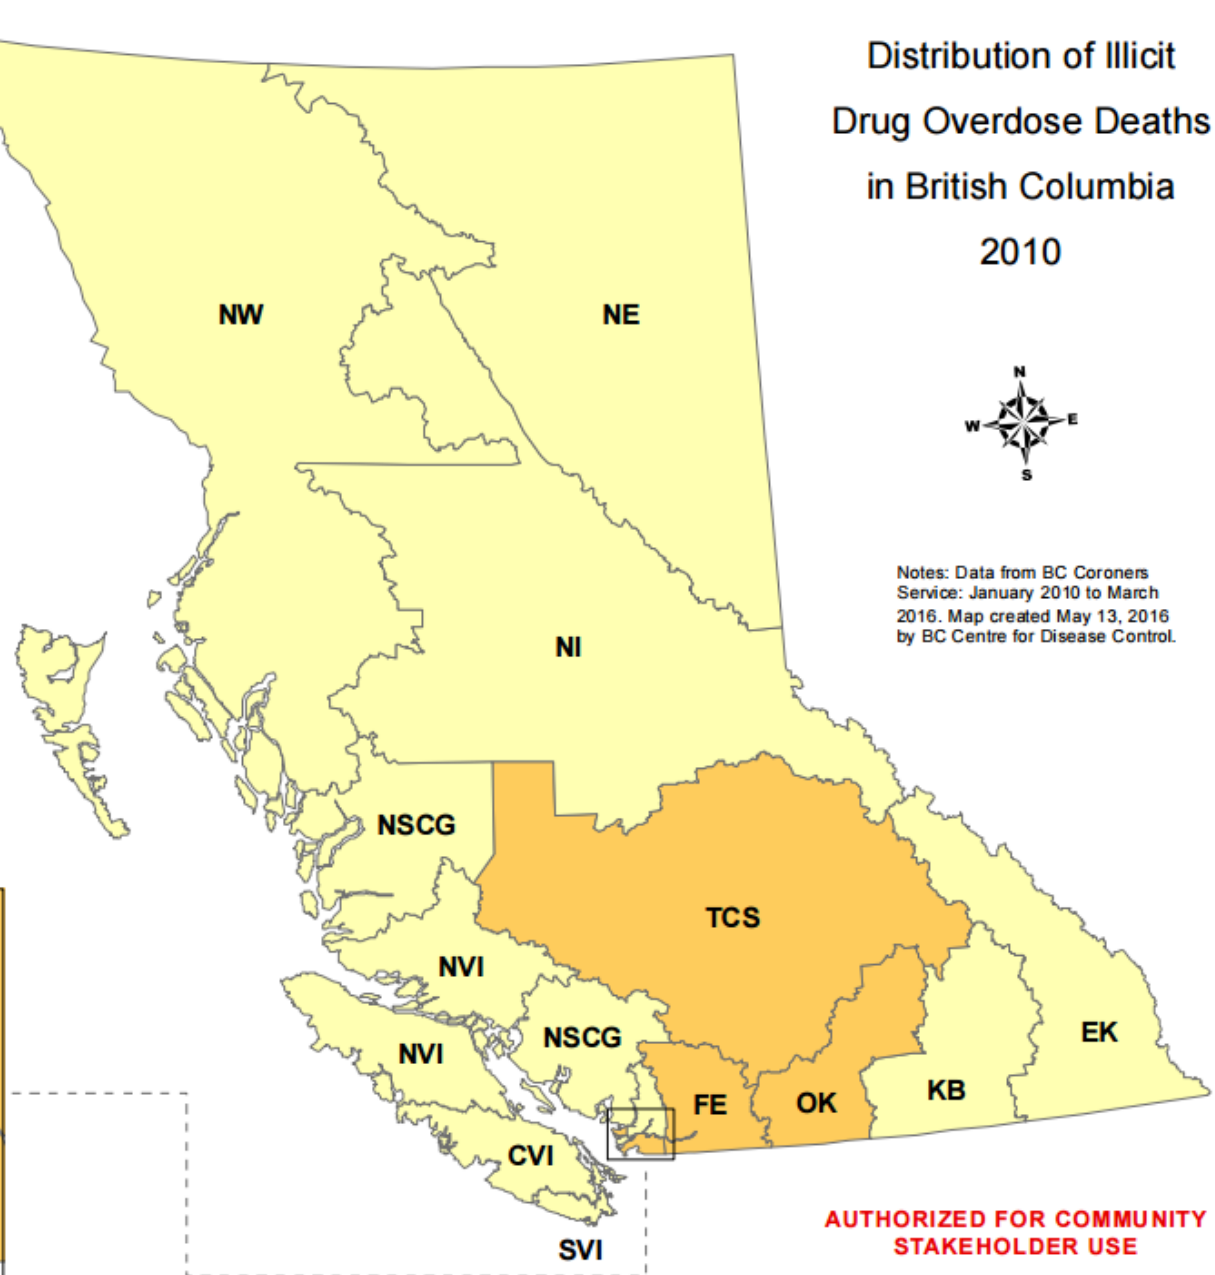 Distribution of Illicit
Drug Overdose Deaths
in British Columbia
2010
NW
NE
N
W
E
S
Notes: Data from BC Coroners
Service: January 2010 to March
2016. Map created May 13, 2016
by BC Centre for Disease Control.
NI
NSCG
TCS
NVI
NSCG
NVI
EK
KB
FE
OK
CVI
SVI
AUTHORIZED FOR COMMUNITY
STAKEHOLDER USE